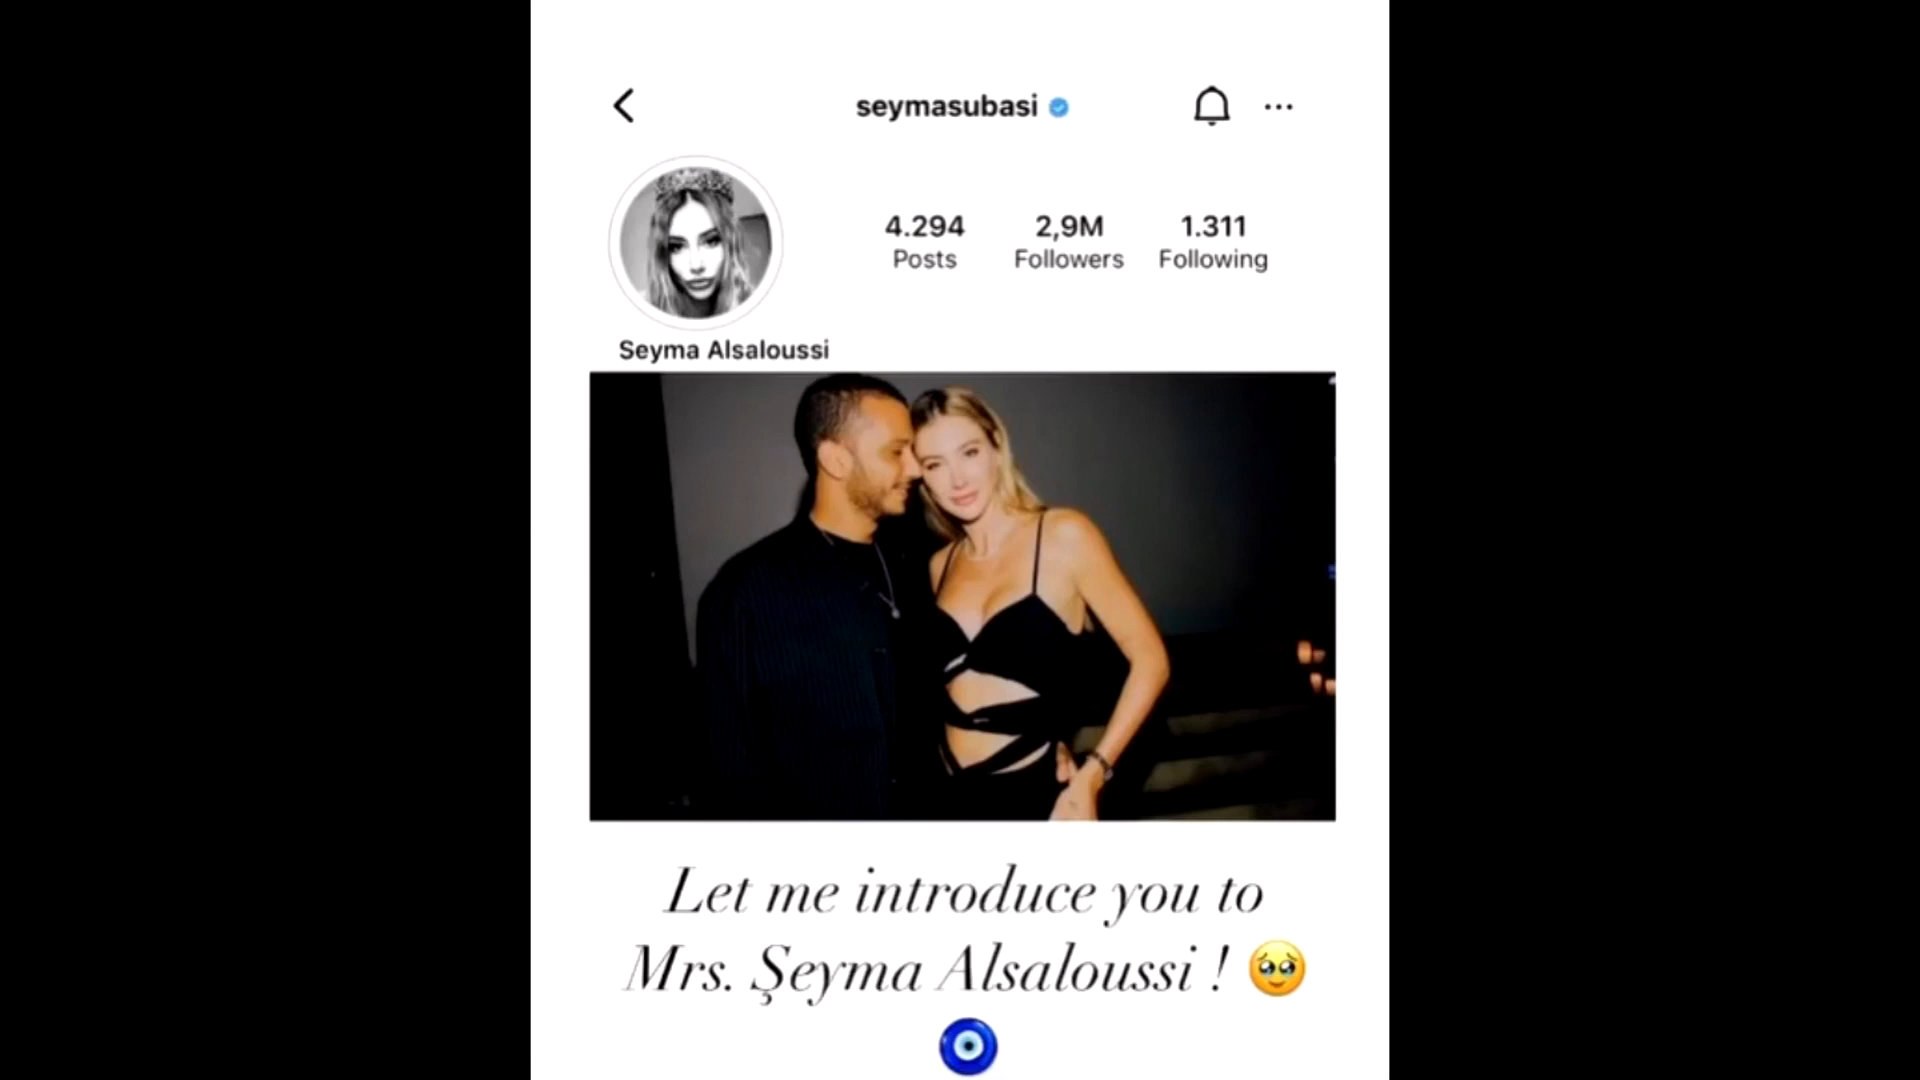 seymasubasi
4.294 2,9M 1.311
Posts Followers Following
Seyma Alsaloussi
Let me introduce you to
Mrs. Şeyma Alsaloussi ! 🥹
🧿